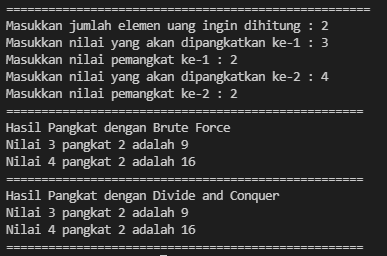 ====================================================
Masukkan jumlah elemen uang ingin dihitung : 2
Masukkan nilai yang akan dipangkatkan ke-1 : 3
Masukkan nilai pemangkat ke-1 : 2
Masukkan nilai yang akan dipangkatkan ke-2 : 4
Masukkan nilai pemangkat ke-2 : 2
===================================================
Hasil Pangkat dengan Brute Force
Nilai 3 pangkat 2 adalah 9
Nilai 4 pangkat 2 adalah 16
===================================================
Hasil Pangkat dengan Divide and Conquer
Nilai 3 pangkat 2 adalah 9
Nilai 4 pangkat 2 adalah 16
===================================================